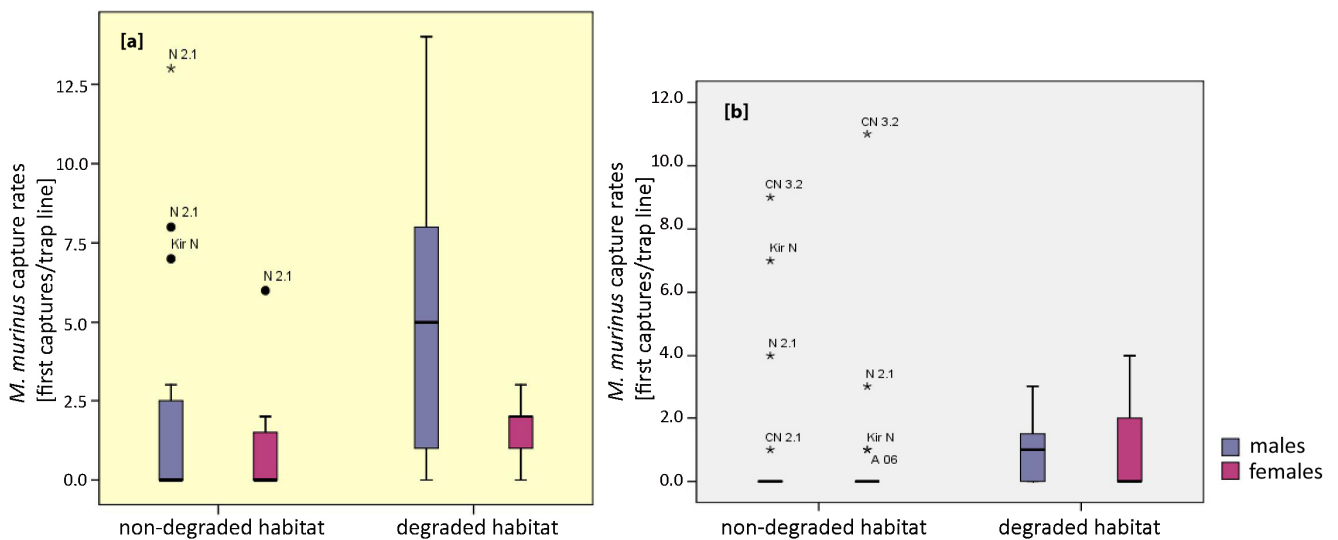 [a]
N 2.1
N 2.1
Kir N
N 2.1
12.5
10.0
7.5
5.0
2.5
0.0
M. murinus capture rates
[first captures/trap line]
non-degraded habitat
degraded habitat
[b]
CN 3.2
CN 3.2
Kir N
N 2.1
N 2.1
CN 2.1
Kir N
A 06
12.0
10.0
8.0
6.0
4.0
2.0
0.0
M. murinus capture rates
[first captures/trap line]
non-degraded habitat
degraded habitat
males
females